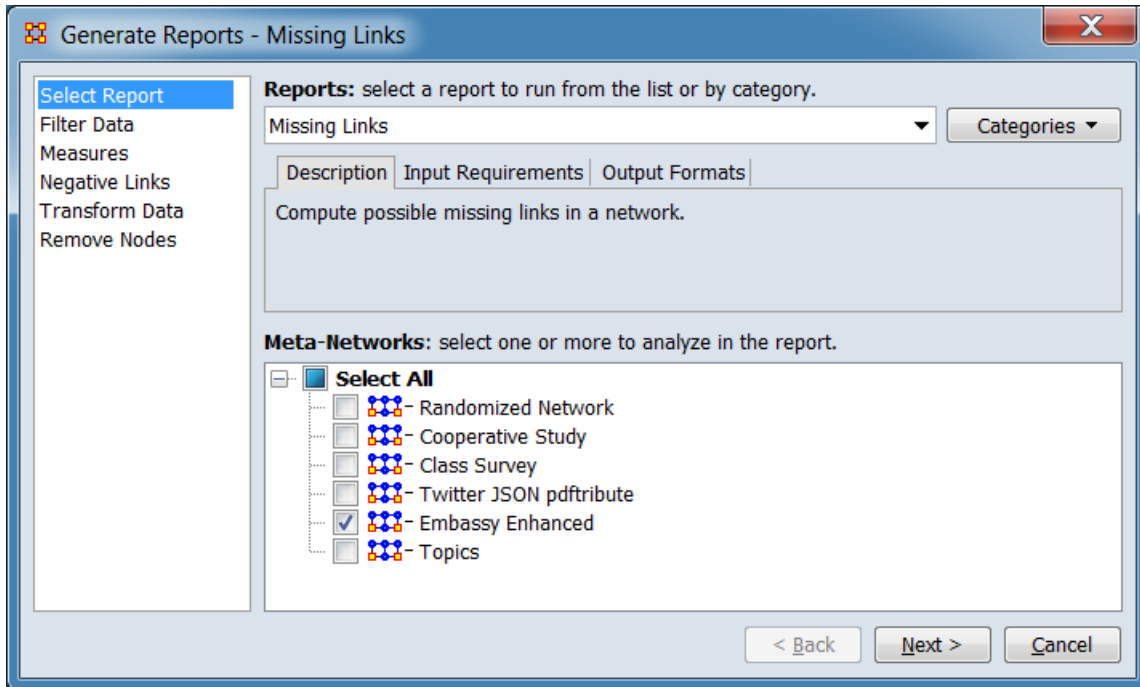 Generate Reports - Missing Links
Select Report
Filter Data
Measures
Negative Links
Transform Data
Remove Nodes
Reports: select a report to run from the list or by category.
Missing Links
Categories
Description
Input Requirements
Output Formats
Compute possible missing links in a network.
Meta-Networks: select one or more to analyze in the report.
Select All
Randomized Network
Cooperative Study
Class Survey
Twitter JSON pdftribute
Embassy Enhanced
Topics
< Back
Next >
Cancel